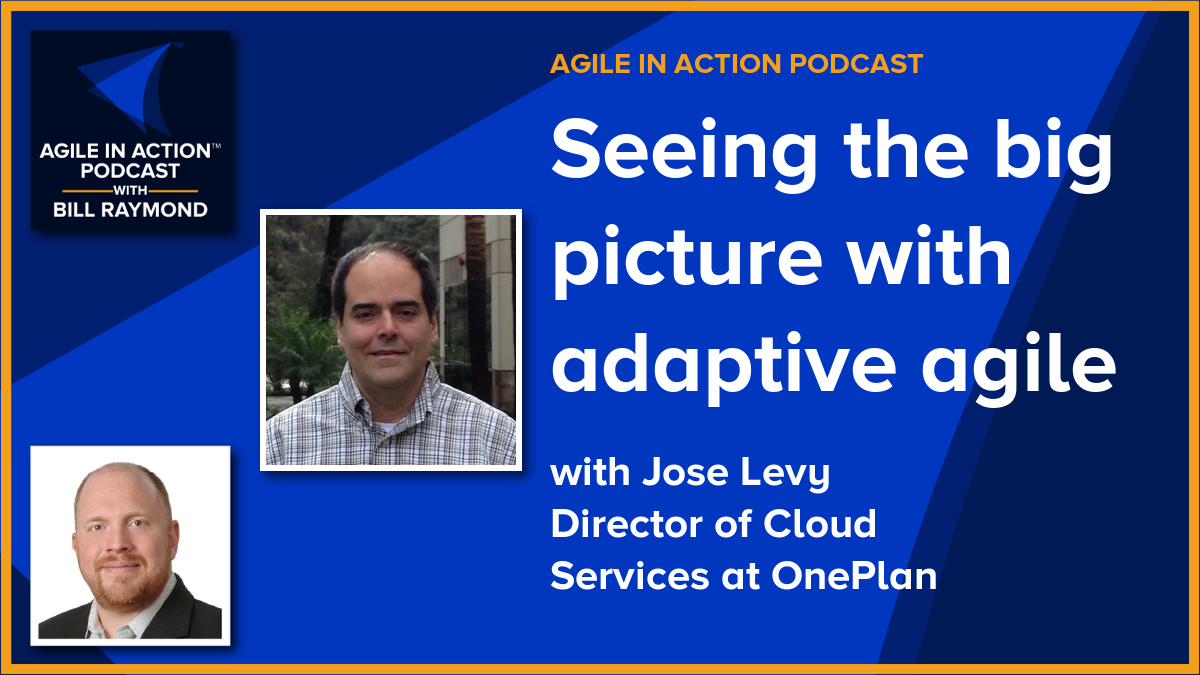 AGILE IN ACTION™
PODCAST
WITH
BILL RAYMOND
AGILE IN ACTION PODCAST
Seeing the big
picture with
adaptive agile
with Jose Levy
Director of Cloud
Services at OnePlan